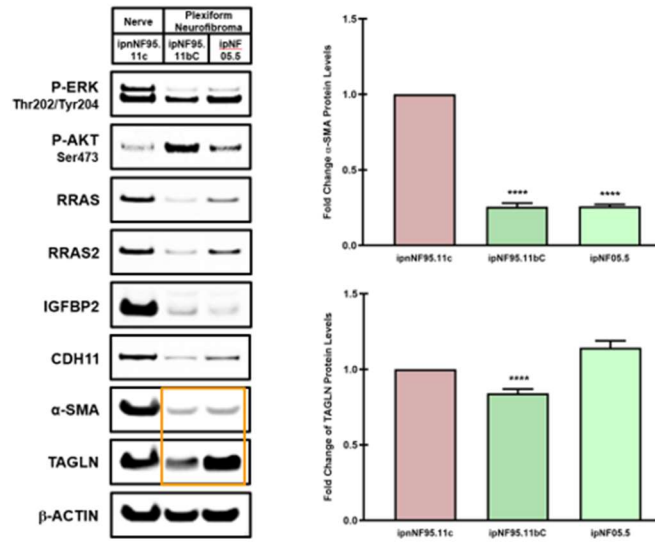 Nerve
Plexiform
Neurofibroma
ipnNF95.
11c
ipNF95.
11bC
ipNF
05.5
P-ERK
Thr202/Tyr204
P-AKT
Ser473
RRAS
RRAS2
IGFBP2
CDH11
α-SMA
TAGLN
β-ACTIN
Fold Change α-SMA Protein Levels
1.5
1.0
0.5
0.0
****
****
ipnNF95.11c
ipNF95.11bC
ipNF05.5
Fold Change of TAGLN Protein Levels
1.5
1.0
0.5
0.0
****
ipnNF95.11c
ipNF95.11bC
ipNF05.5